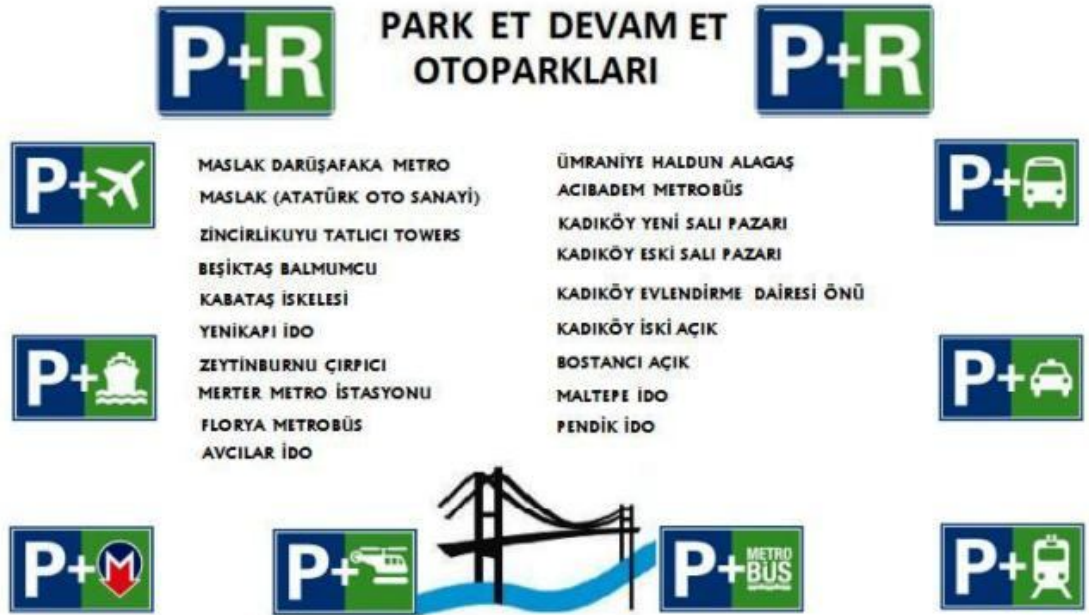 P+R
PARK ET DEVAM ET
OTOPARKLARI
P+R
P+
MASLAK DARÜŞAFAKA METRO
MASLAK (ATATÜRK OTO SANAYİ)
ZİNCİRLİKUYU TATLICI TOWERS
BEŞİKTAŞ BALMUMCU
KABATAŞ İSKELESİ
YENİKAPI İDO
ZEYTİNBURNU ÇIRPICI
MERTER METRO İSTASYONU
FLORYA METROBÜS
AVCILAR İDO
ÜMRANİYE HALDUN ALAGAŞ
ACIBADEM METROBÜS
KADIKÖY YENİ SALI PAZARI
KADIKÖY ESKİ SALI PAZARI
KADIKÖY EVLENDİRME DAİRESİ ÖNÜ
KADIKÖY İSKİ AÇIK
BOSTANCI AÇIK
MALTEPE İDO
PENDİK İDO
P+
P+
P+
P+M
P+
P+METRO
BÜS
P+